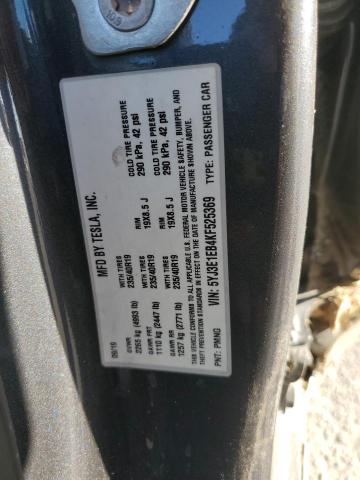 MFD BY TESLA, INC.
09/19
GVWR
2265 kg (4993 lb)
GAWR FRT
1110 kg (2447 lb)
WITH TIRES
235/40R19
RIM
19X8.5 J
COLD TIRE PRESSURE
290 kPa, 42 psi
GAWR RR
1257 kg (2771 lb)
WITH TIRES
235/40R19
RIM
19X8.5 J
COLD TIRE PRESSURE
290 kPa, 42 psi
THIS VEHICLE CONFORMS TO ALL APPLICABLE U.S. FEDERAL MOTOR VEHICLE SAFETY, BUMPER, AND
THEFT PREVENTION STANDARDS IN EFFECT ON THE DATE OF MANUFACTURE SHOWN ABOVE.
VIN: 5YJ3E1EB4KF525369
TYPE: PASSENGER CAR
PNT: PMNG